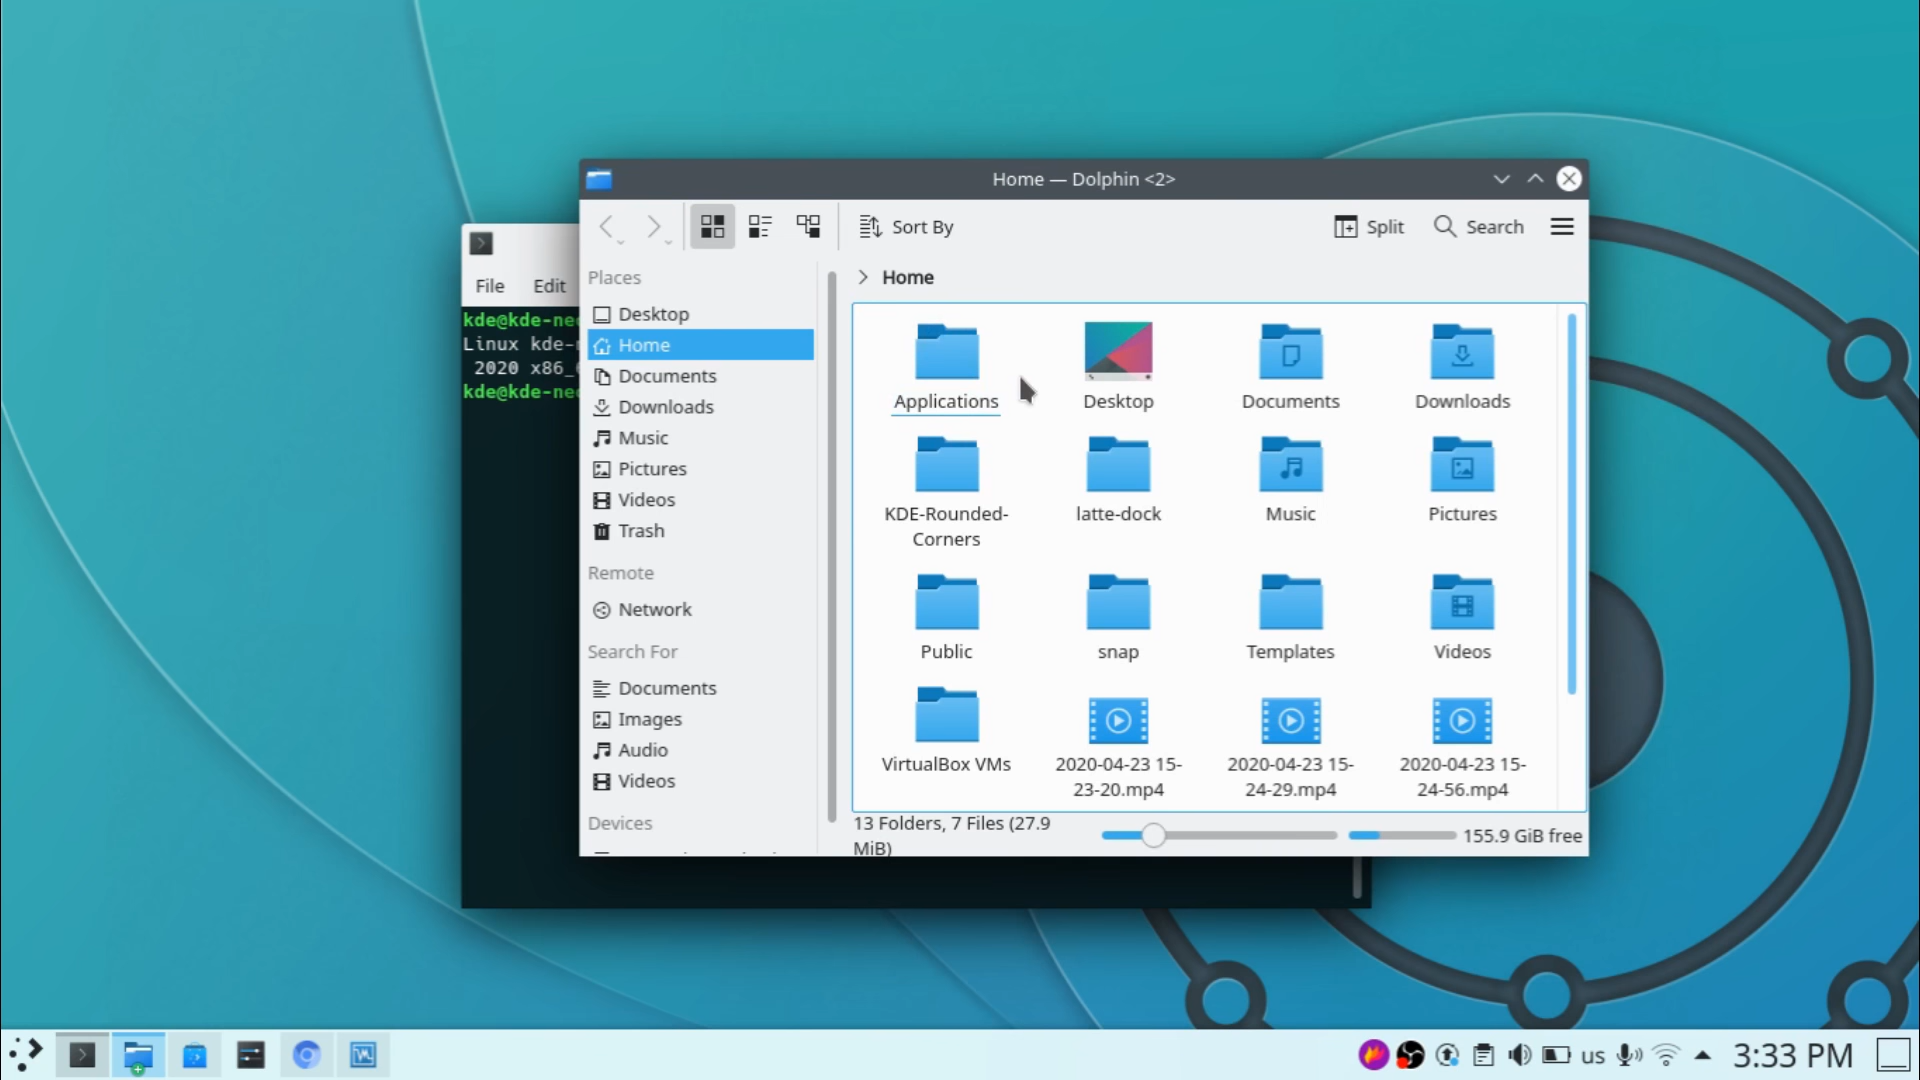 Home — Dolphin <2>
Sort By
Split
Search
File Edit
Places
Home
Desktop
Home
Documents
Downloads
Music
Pictures
Videos
Trash
Remote
Network
Search For
Documents
Images
Audio
Videos
Devices
kde@kde-neo
Linux kde-
2020 x86_
kde@kde-neo
Applications
Desktop
Documents
Downloads
KDE-Rounded-
Corners
latte-dock
Music
Pictures
Public
snap
Templates
Videos
VirtualBox VMs
2020-04-23 15-
23-20.mp4
2020-04-23 15-
24-29.mp4
2020-04-23 15-
24-56.mp4
13 Folders, 7 Files (27.9
MiB)
155.9 GiB free
us
3:33 PM